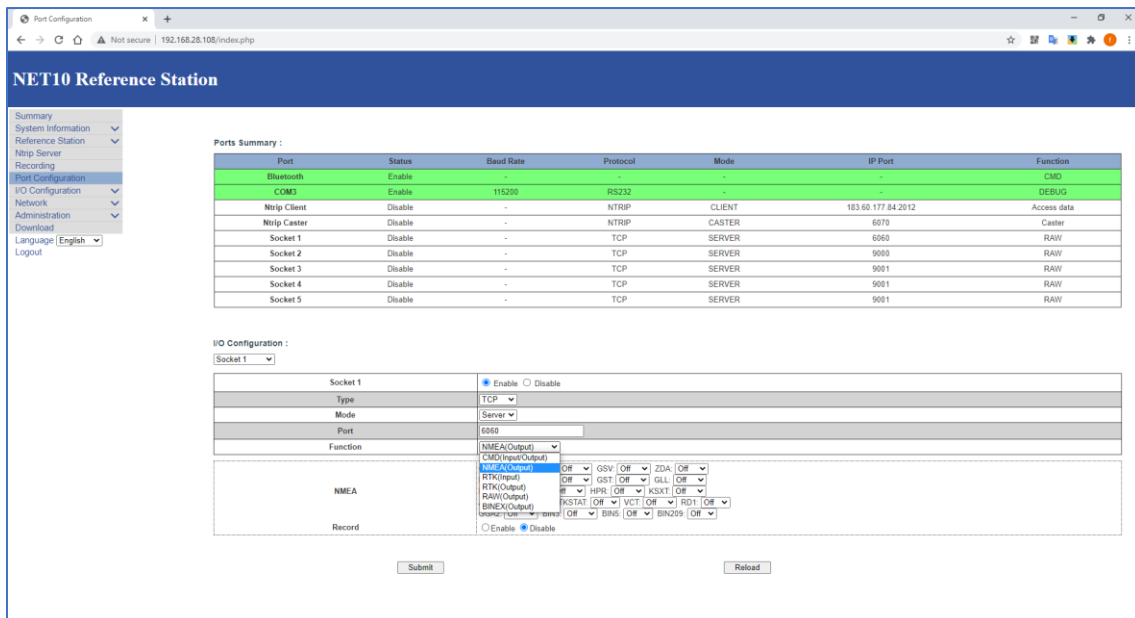 Port Configuration
Not secure | 192.168.28.108/index.php
NET10 Reference Station
Summary
System Information
Reference Station
Ntrip Server
Recording
Port Configuration
I/O Configuration
Network
Administration
Download
Language English
Logout
Ports Summary :
Port Status Baud Rate Protocol Mode IP Port Function
Bluetooth Enable - - - - CMD
COM3 Enable 115200 RS232 - - DEBUG
Ntrip Client Disable - NTRIP CLIENT 183.60.177.84:2012 Access data
Ntrip Caster Disable - NTRIP CASTER 6070 Caster
Socket 1 Disable - TCP SERVER 6060 RAW
Socket 2 Disable - TCP SERVER 9000 RAW
Socket 3 Disable - TCP SERVER 9001 RAW
Socket 4 Disable - TCP SERVER 9001 RAW
Socket 5 Disable - TCP SERVER 9001 RAW
I/O Configuration :
Socket 1
Socket 1 Enable Disable
Type TCP
Mode Server
Port 6060
Function NMEA(Output)
CMD(Input/Output)
NMEA(Output)
RTK(Input)
RTK(Output)
RAW(Output)
BINEX(Output)
NMEA
Off GSV: Off ZDA: Off
Off GST: Off GLL: Off
Off HPR: Off KSXT: Off
TKSTAT: Off VCT: Off RD1: Off
Off Off BIN5: Off BIN209: Off
Record Enable Disable
Submit Reload